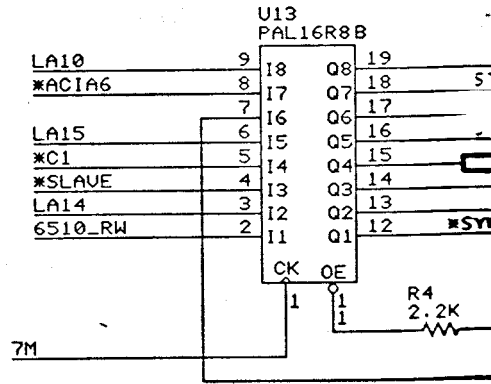 U13
PAL16R8B
LA10 9 I8 Q8 19
*ACIA6 8 I7 Q7 18
7 I6 Q6 17
LA15 6 I5 Q5 16
*C1 5 I4 Q4 15
*SLAVE 4 I3 Q3 14
LA14 3 I2 Q2 13
6510_RW 2 I1 Q1 12
CK OE
1 1
1
R4
2.2K
7M